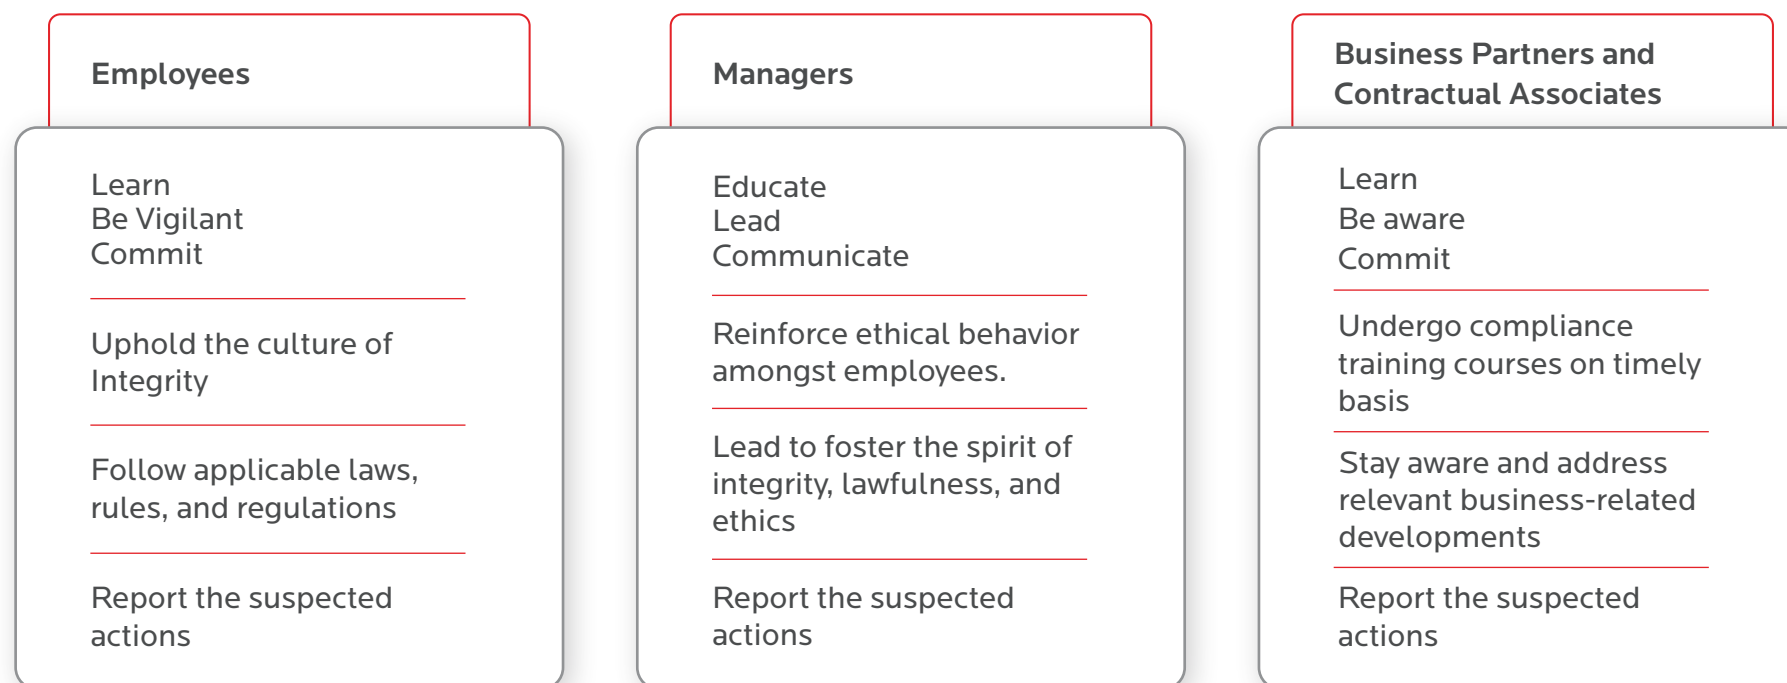 Employees
Learn
Be Vigilant
Commit
Uphold the culture of
Integrity
Follow applicable laws,
rules, and regulations
Report the suspected
actions
Managers
Educate
Lead
Communicate
Reinforce ethical behavior
amongst employees.
Lead to foster the spirit of
integrity, lawfulness, and
ethics
Report the suspected
actions
Business Partners and
Contractual Associates
Learn
Be aware
Commit
Undergo compliance
training courses on timely
basis
Stay aware and address
relevant business-related
developments
Report the suspected
actions